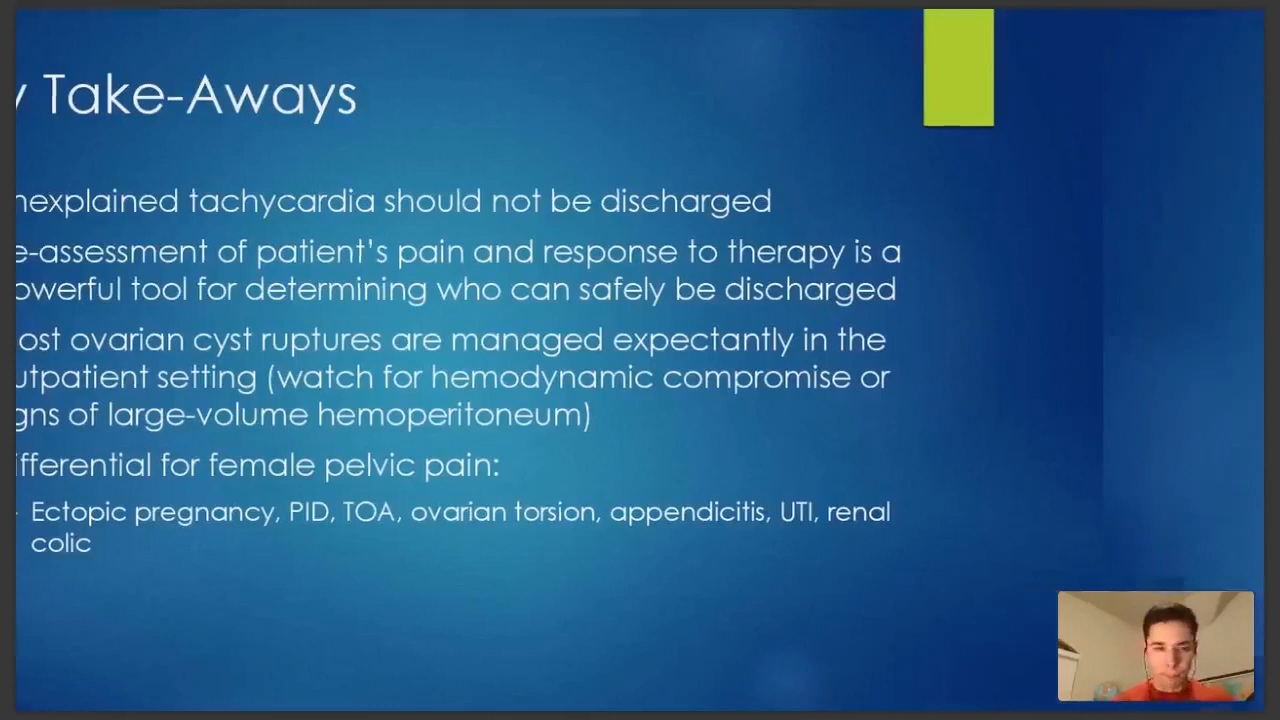 Take-Aways
nexplained tachycardia should not be discharged
e-assessment of patient's pain and response to therapy is a
owerful tool for determining who can safely be discharged
ost ovarian cyst ruptures are managed expectantly in the
utpatient setting (watch for hemodynamic compromise or
gns of large-volume hemoperitoneum)
ifferential for female pelvic pain:
Ectopic pregnancy, PID, TOA, ovarian torsion, appendicitis, UTI, renal
colic